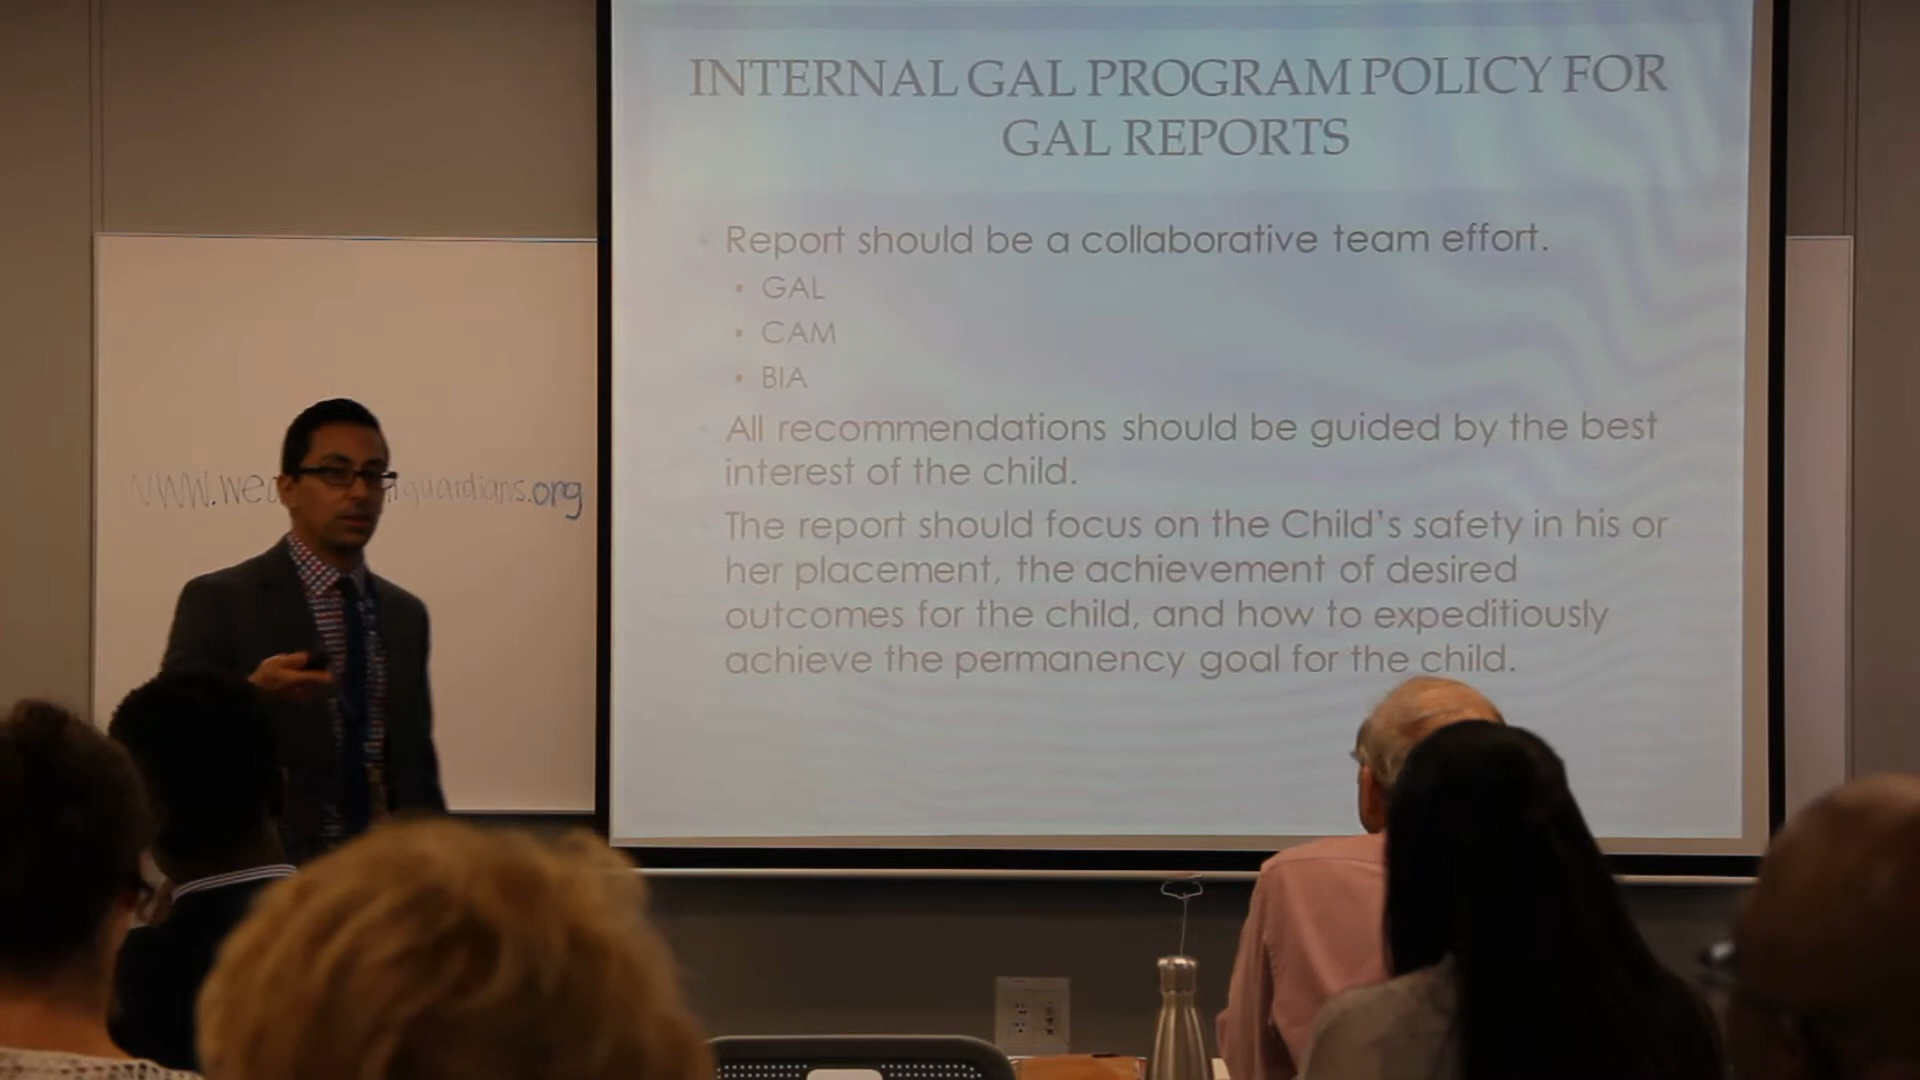 INTERNAL GAL PROGRAM POLICY FOR
GAL REPORTS
Report should be a collaborative team effort.
GAL
CAM
BIA
All recommendations should be guided by the best
interest of the child.
The report should focus on the Child's safety in his or
her placement, the achievement of desired
outcomes for the child, and how to expeditiously
achieve the permanency goal for the child.
guardians.org